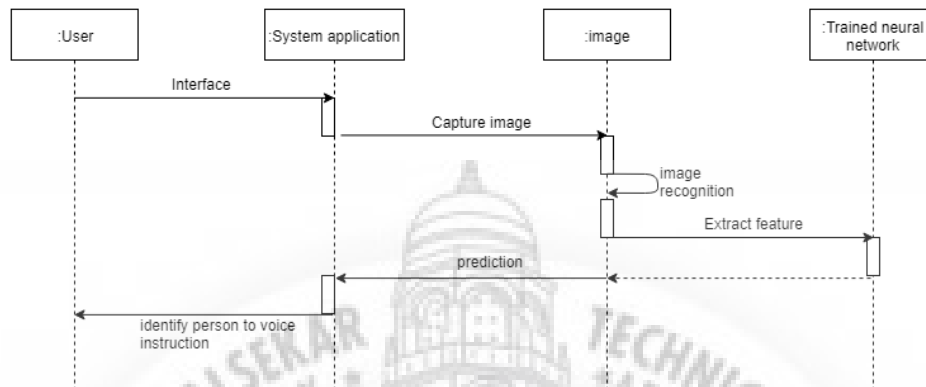 :User
:System application
:image
:Trained neural
network
Interface
Capture image
image
recognition
Extract feature
prediction
identify person to voice
instruction
TECHNI